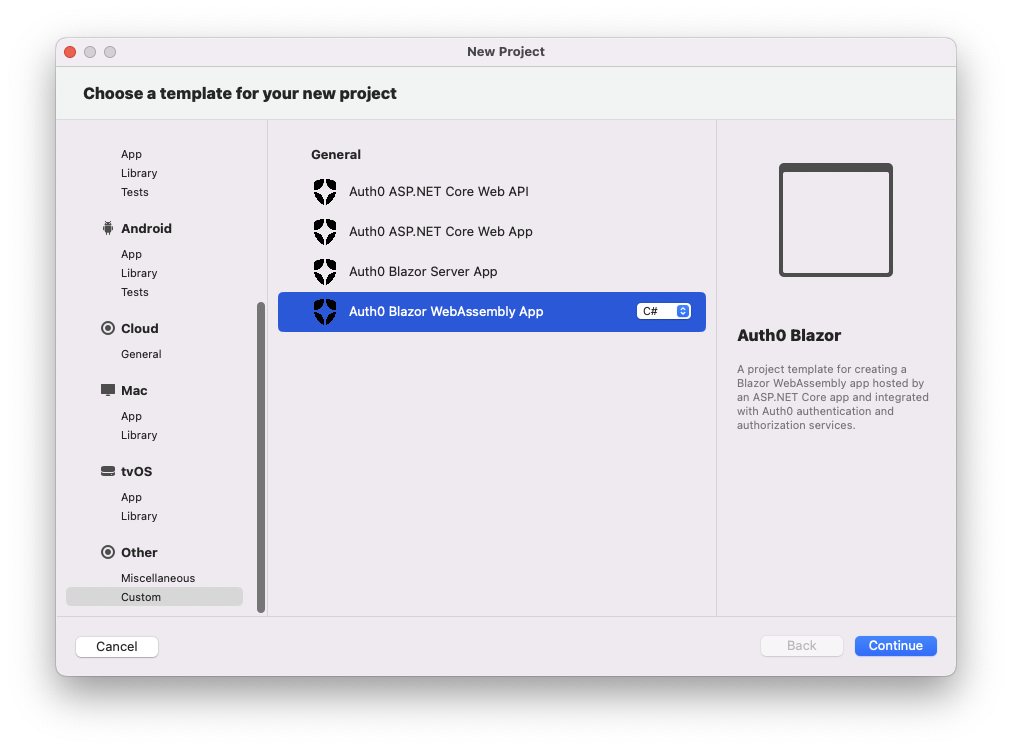 New Project
Choose a template for your new project
App
Library
Tests
Android
App
Library
Tests
Cloud
General
Mac
App
Library
tvOS
App
Library
Other
Miscellaneous
Custom
General
Auth0 ASP.NET Core Web API
Auth0 ASP.NET Core Web App
Auth0 Blazor Server App
Auth0 Blazor WebAssembly App
C#
Auth0 Blazor
A project template for creating a
Blazor WebAssembly app hosted by
an ASP.NET Core app and integrated
with Auth0 authentication and
authorization services.
Cancel
Back
Continue